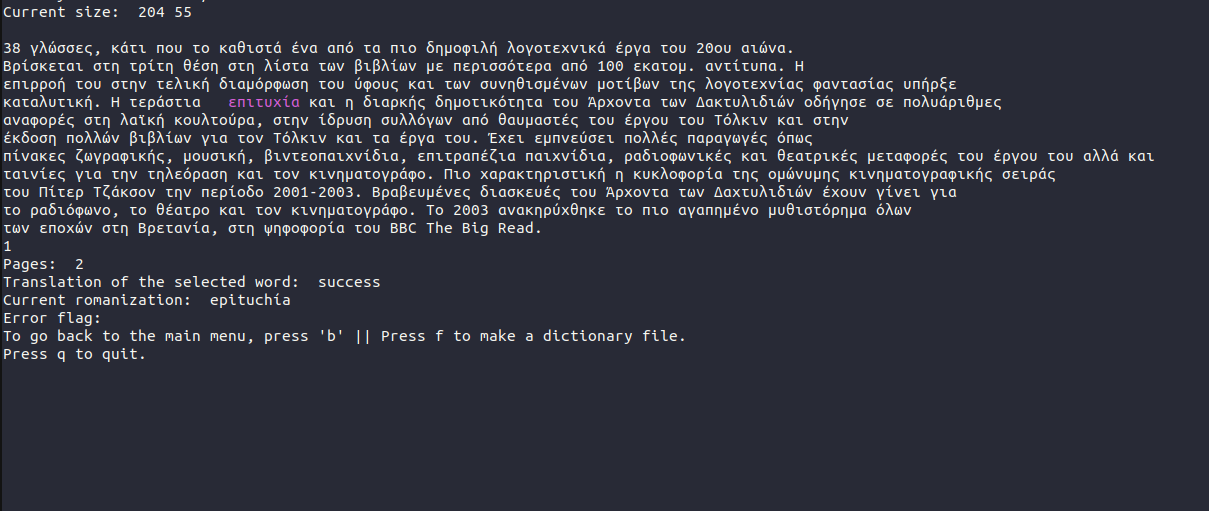 Current size:  204 55
38 γλώσσες, κάτι που το καθιστά ένα από τα πιο δημοφιλή λογοτεχνικά έργα του 20ου αιώνα.
Βρίσκεται στη τρίτη θέση στη λίστα των βιβλίων με περισσότερα από 100 εκατομ. αντίτυπα. Η
επιρροή του στην τελική διαμόρφωση του ύφους και των συνηθισμένων μοτίβων της λογοτεχνίας φαντασίας υπήρξε
καταλυτική. Η τεράστια   επιτυχία και η διαρκής δημοτικότητα του Άρχοντα των Δακτυλιδιών οδήγησε σε πολυάριθμες
αναφορές στη λαϊκή κουλτούρα, στην ίδρυση συλλόγων από θαυμαστές του έργου του Τόλκιν και στην
έκδοση πολλών βιβλίων για τον Τόλκιν και τα έργα του. Έχει εμπνεύσει πολλές παραγωγές όπως
πίνακες ζωγραφικής, μουσική, βιντεοπαιχνίδια, επιτραπέζια παιχνίδια, ραδιοφωνικές και θεατρικές μεταφορές του έργου του αλλά και
ταινίες για την τηλεόραση και τον κινηματογράφο. Πιο χαρακτηριστική η κυκλοφορία της ομώνυμης κινηματογραφικής σειράς
του Πίτερ Τζάκσον την περίοδο 2001-2003. Βραβευμένες διασκευές του Άρχοντα των Δαχτυλιδιών έχουν γίνει για
το ραδιόφωνο, το θέατρο και τον κινηματογράφο. Το 2003 ανακηρύχθηκε το πιο αγαπημένο μυθιστόρημα όλων
των εποχών στη Βρετανία, στη ψηφοφορία του BBC The Big Read.
1
Pages:  2
Translation of the selected word:  success
Current romanization:  epituchía
Error flag:
To go back to the main menu, press 'b' || Press f to make a dictionary file.
Press q to quit.